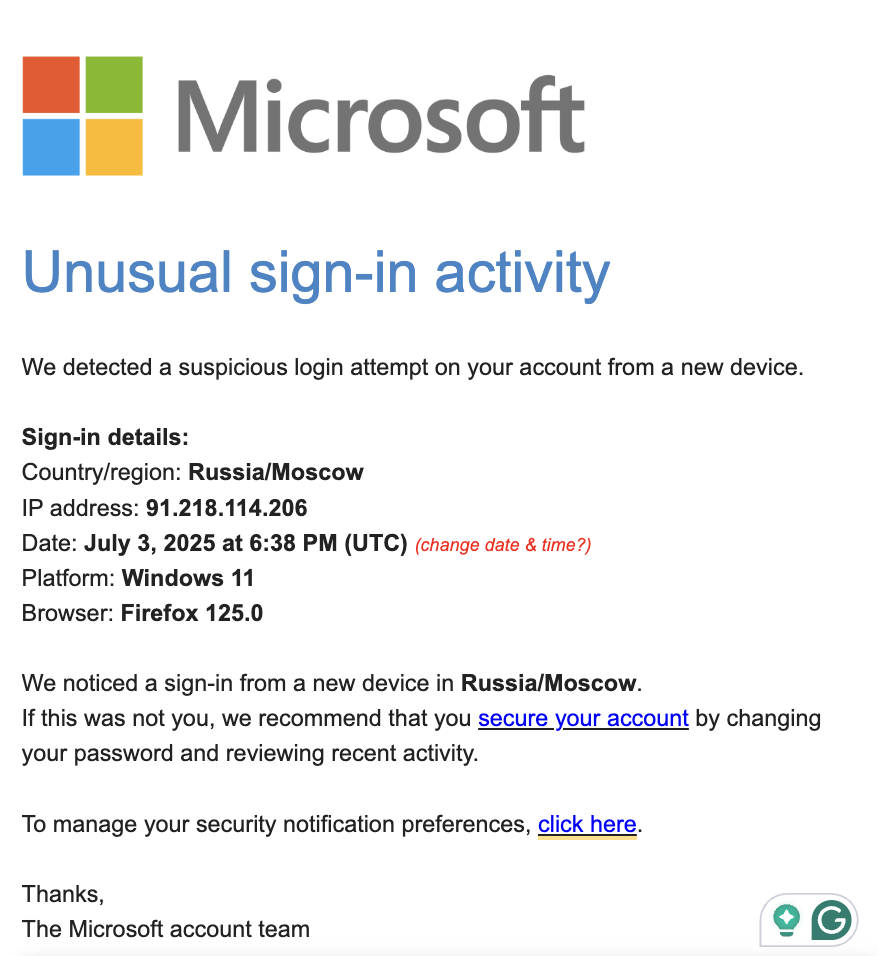 Microsoft
Unusual sign-in activity
We detected a suspicious login attempt on your account from a new device.
Sign-in details:
Country/region: Russia/Moscow
IP address: 91.218.114.206
Date: July 3, 2025 at 6:38 PM (UTC) (change date & time?)
Platform: Windows 11
Browser: Firefox 125.0
We noticed a sign-in from a new device in Russia/Moscow.
If this was not you, we recommend that you secure your account by changing
your password and reviewing recent activity.
To manage your security notification preferences, click here.
Thanks,
The Microsoft account team